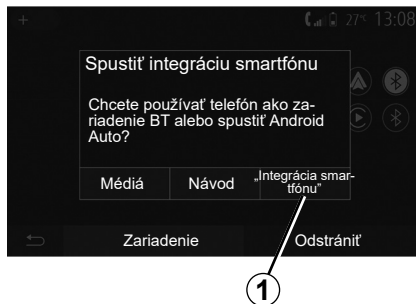 + 27°c 13:08
Spustiť integráciu smartfónu
Chcete používať telefón ako za-
riadenie BT alebo spustiť Android
Auto?
Médiá Návod „Integrácia smar-
tfónu”
Zariadenie Odstrániť
1